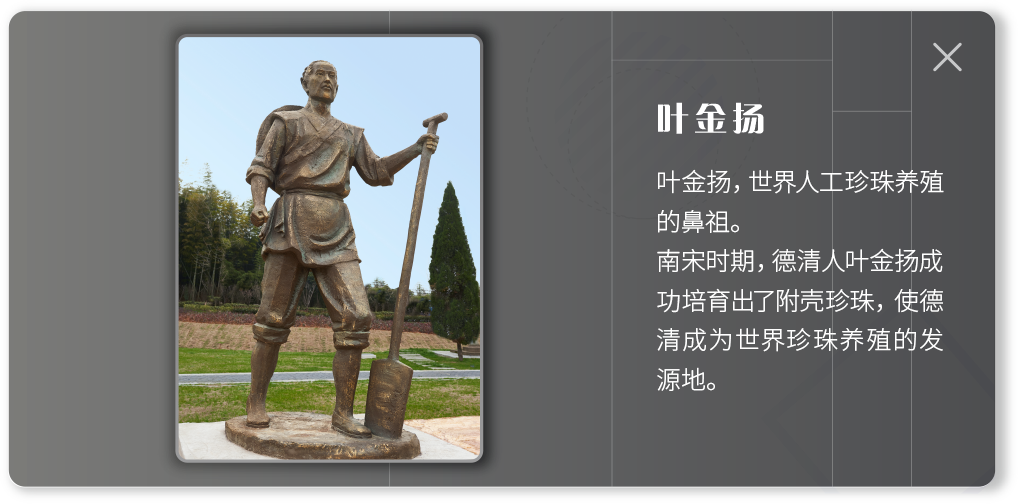 叶金扬
叶金扬，世界人工珍珠养殖
的鼻祖。
南宋时期，德清人叶金扬成
功培育出了附壳珍珠，使德
清成为世界珍珠养殖的发
源地。